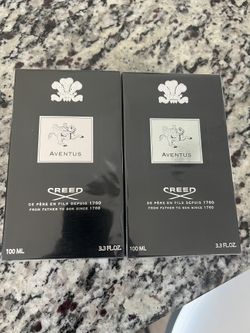 AVENTUS
CREED
DE PÈRE EN FILS DEPUIS 1760
FROM FATHER TO SON SINCE 1760
100 ML 3.3 FL.OZ.
AVENTUS
CREED
DE PÈRE EN FILS DEPUIS 1760
FROM FATHER TO SON SINCE 1760
100 ML 3.3 FL.OZ.